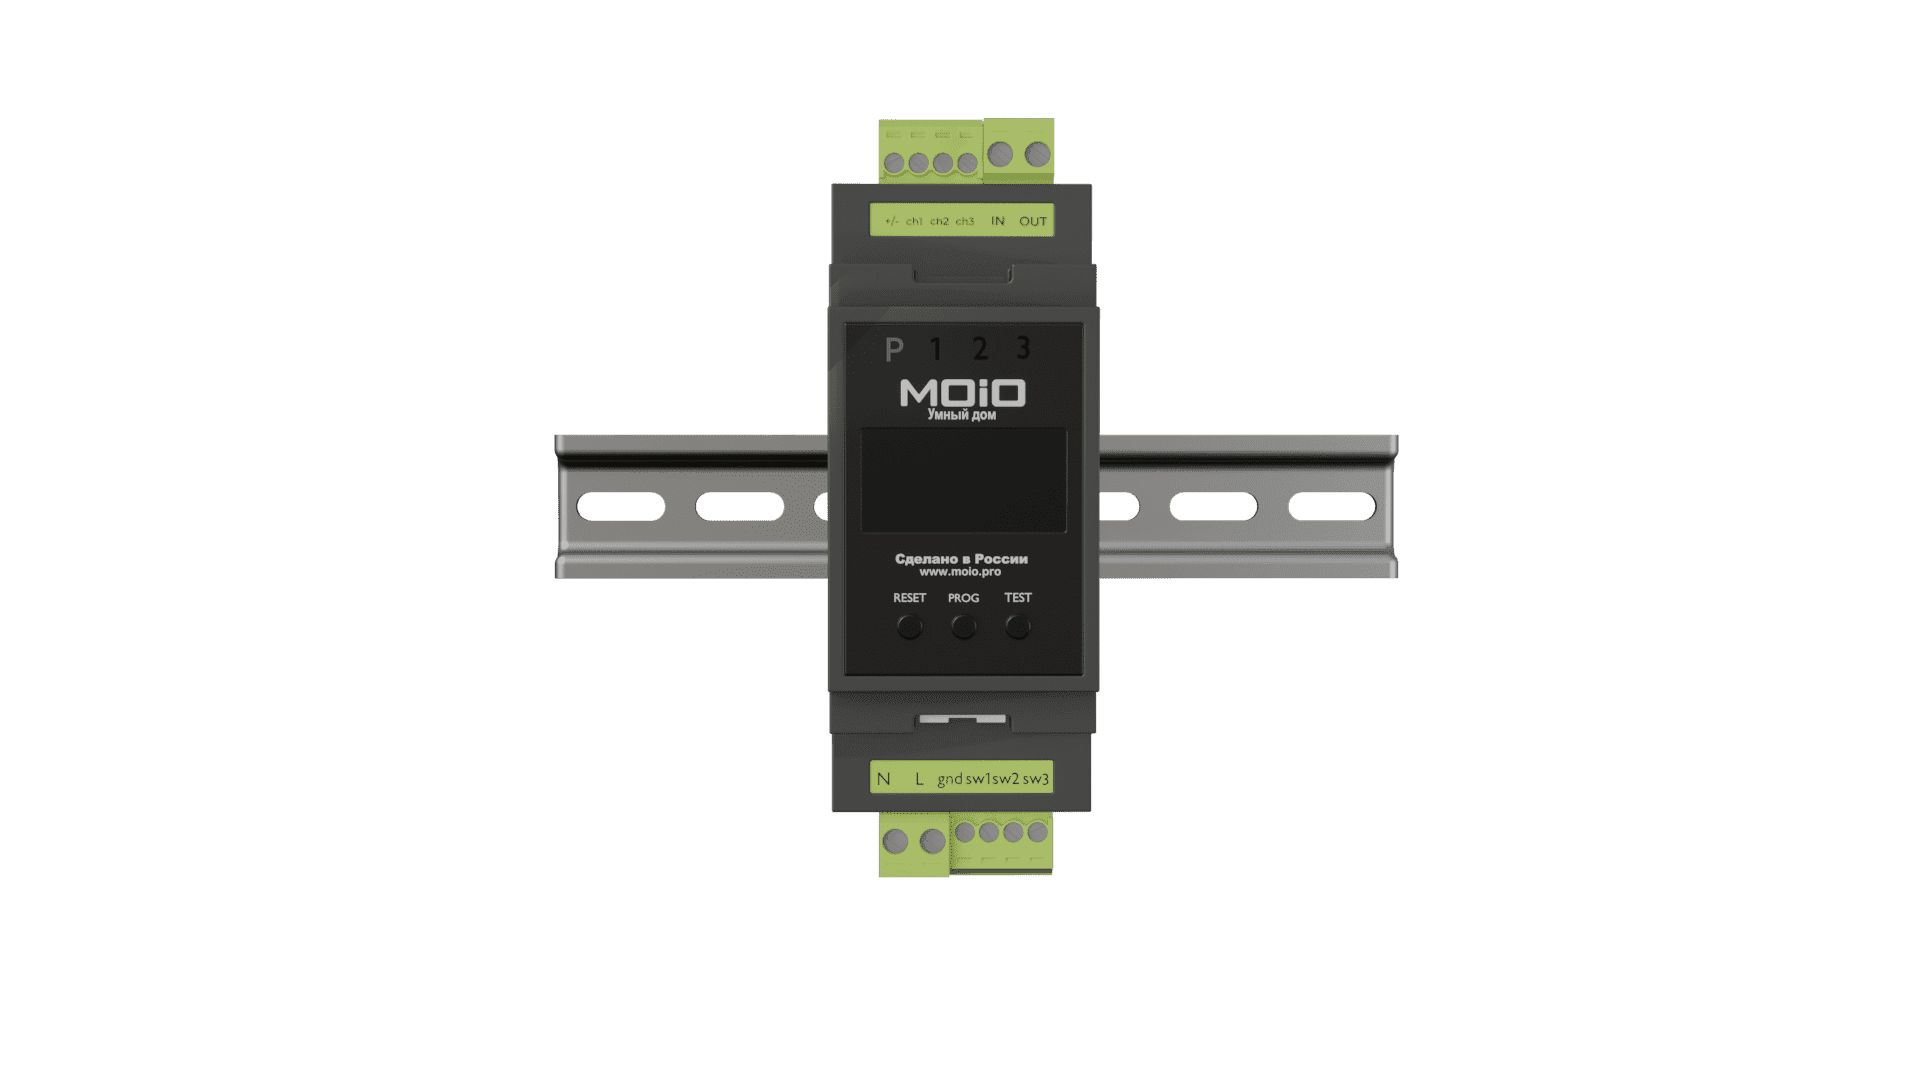 +/- ch1 ch2 ch3 IN OUT
P 1 2 3
MOiO
Умный дом
Сделано в России
www.moio.pro
RESET PROG TEST
N L gnd sw1 sw2 sw3